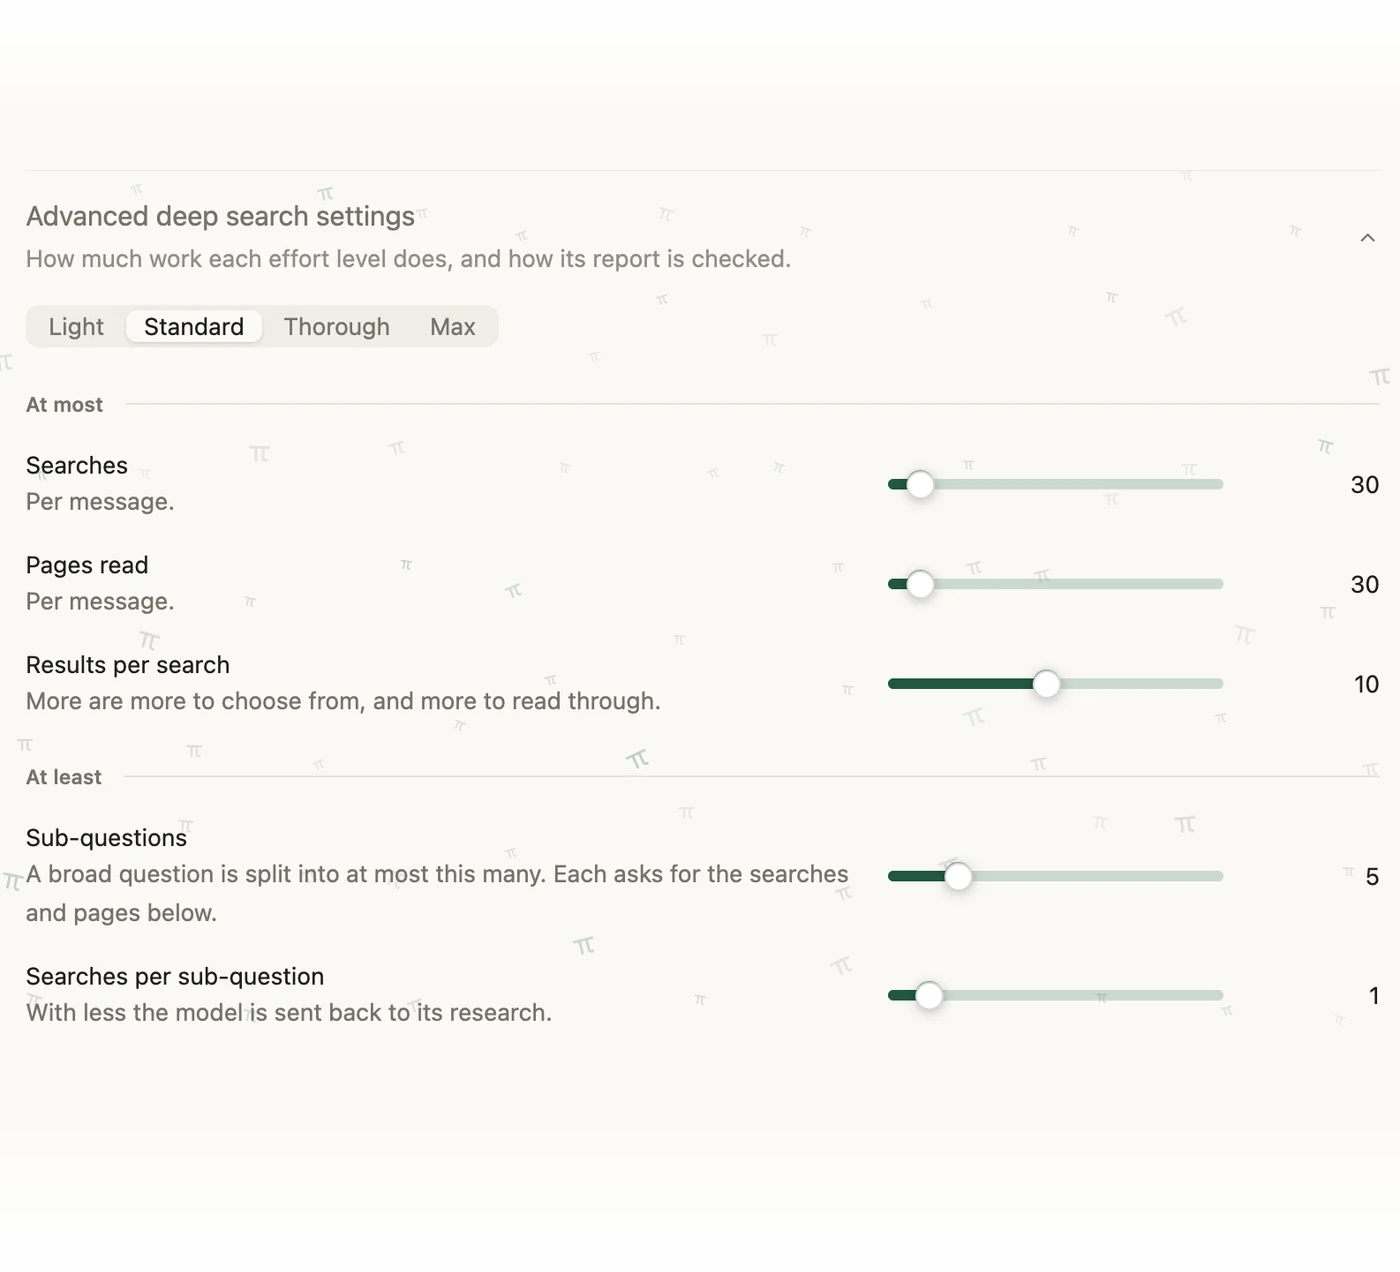 Advanced deep search settings
How much work each effort level does, and how its report is checked.
Light Standard Thorough Max
At most
Searches
Per message.
30
Pages read
Per message.
30
Results per search
More are more to choose from, and more to read through.
10
At least
Sub-questions
A broad question is split into at most this many. Each asks for the searches
and pages below.
5
Searches per sub-question
With less the model is sent back to its research.
1